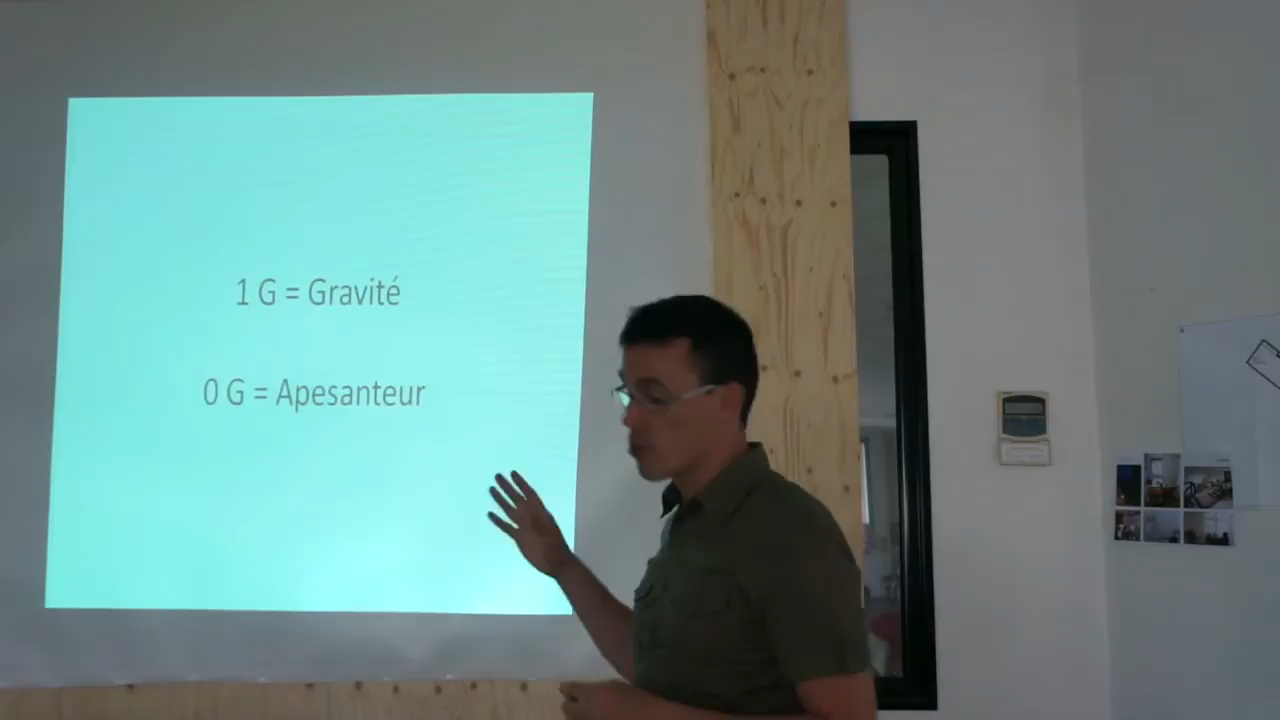 1 G = Gravité
0 G = Apesanteur